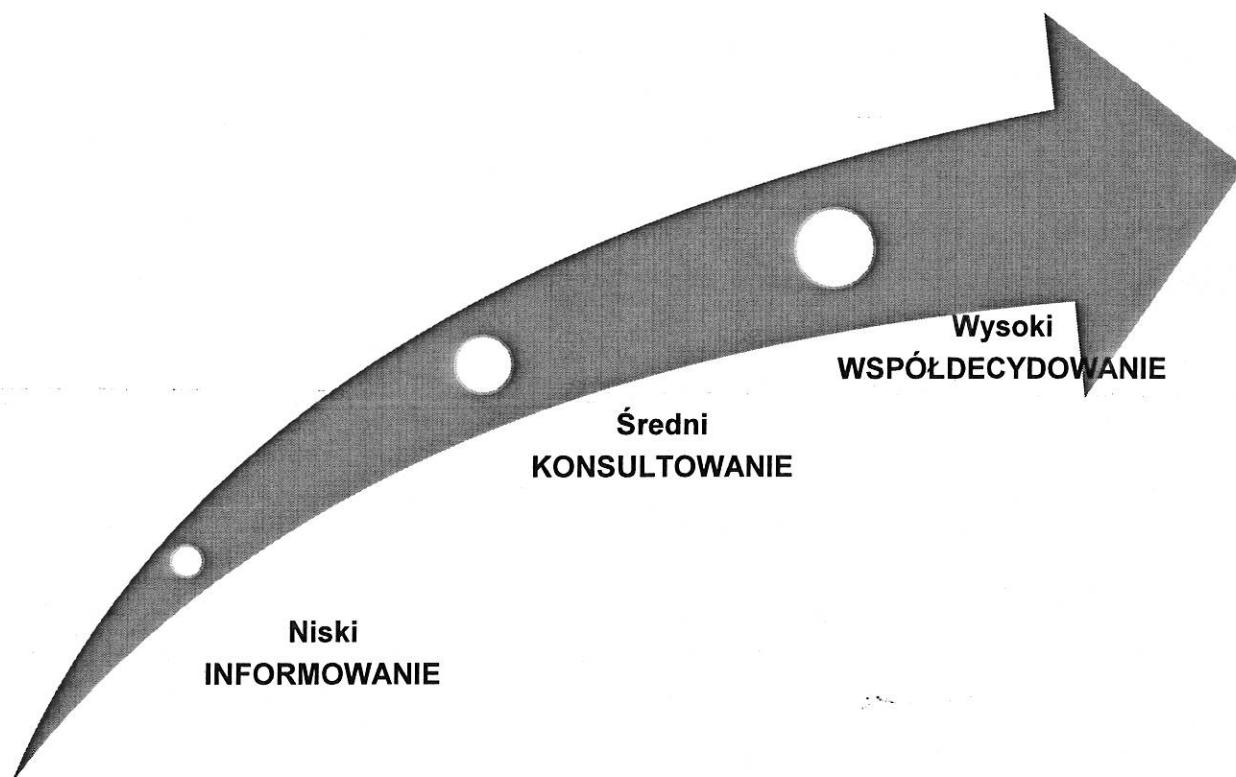 Wysoki
WSPÓŁDECYDOWANIE
Średni
KONSULTOWANIE
Niski
INFORMOWANIE